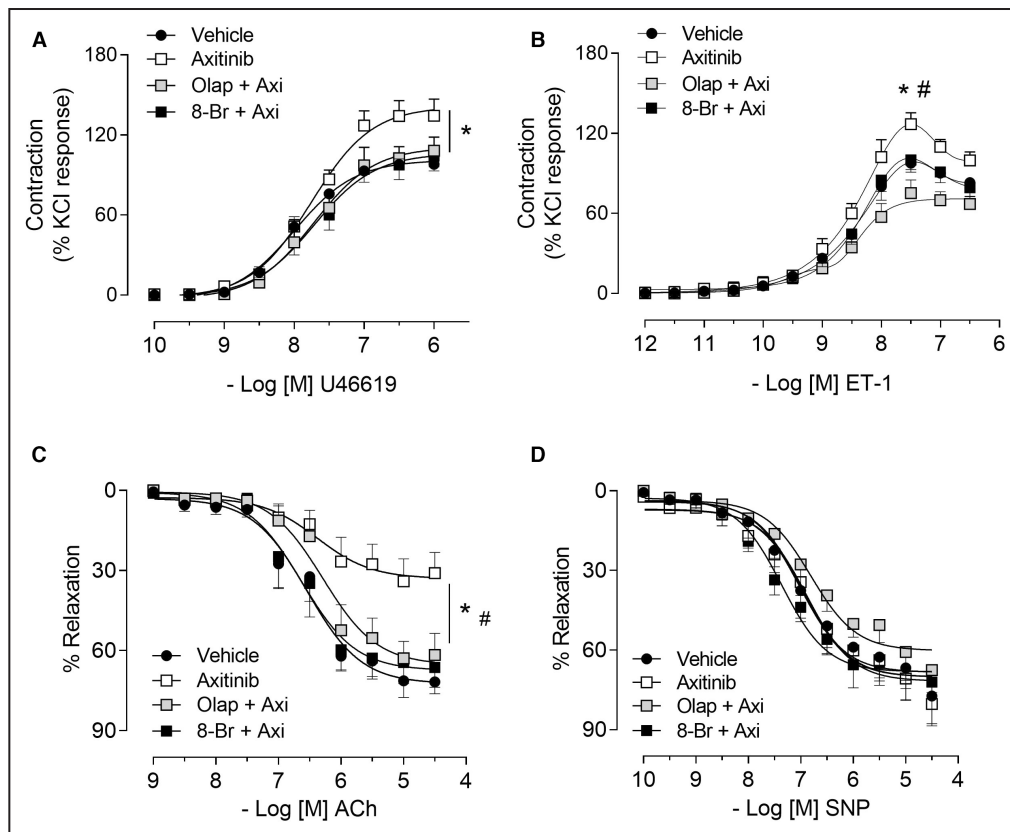 A
Vehicle
Axitinib
Olap + Axi
8-Br + Axi
Contraction
(% KCl response)
180
120
60
0
*
10 9 8 7 6
- Log [M] U46619
B
Vehicle
Axitinib
Olap + Axi
8-Br + Axi
Contraction
(% KCl response)
180
120
60
0
* #
12 11 10 9 8 7 6
- Log [M] ET-1
C
% Relaxation
0
30
60
90
* #
Vehicle
Axitinib
Olap + Axi
8-Br + Axi
9 8 7 6 5 4
- Log [M] ACh
D
% Relaxation
0
30
60
90
Vehicle
Axitinib
Olap + Axi
8-Br + Axi
10 9 8 7 6 5 4
- Log [M] SNP